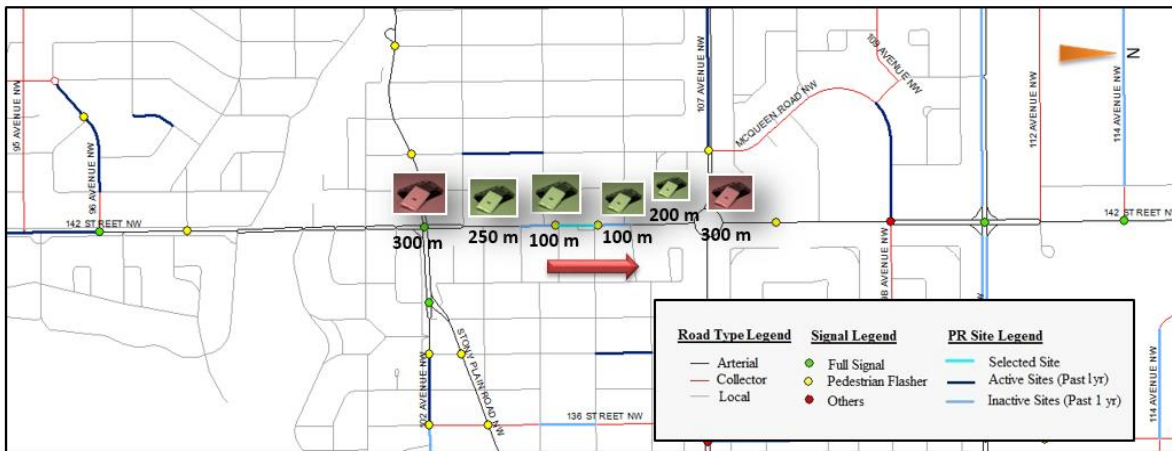 95 AVENUE NW
96 AVENUE NW
142 STREET NW
107 AVENUE NW
109 AVENUE NW
MCQUEEN ROAD NW
112 AVENUE NW
114 AVENUE NW
N
142 STREET NW
300 m
250 m
100 m
100 m
200 m
300 m
102 AVENUE NW
STONY PLAIN ROAD NW
136 STREET NW
114 AVENUE NW
Road Type Legend
Arterial
Collector
Local
Signal Legend
Full Signal
Pedestrian Flasher
Others
PR Site Legend
Selected Site
Active Sites (Past 1yr)
Inactive Sites (Past 1 yr)